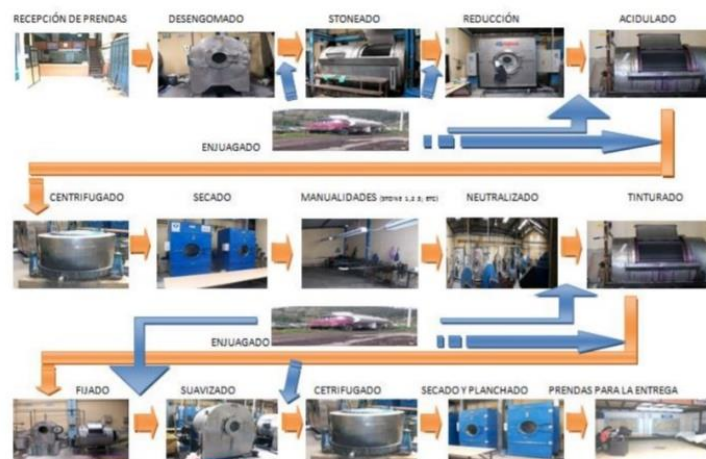 RECEPCIÓN DE PRENDAS
DESENGOMADO
STONEADO
REDUCCIÓN
ACIDULADO
ENJUAGADO
CENTRIFUGADO
SECADO
MANUALIDADES
NEUTRALIZADO
TINTURADO
ENJUAGADO
FIJADO
SUAVIZADO
CETRIFUGADO
SECADO Y PLANCHADO
PRENDAS PARA LA ENTREGA